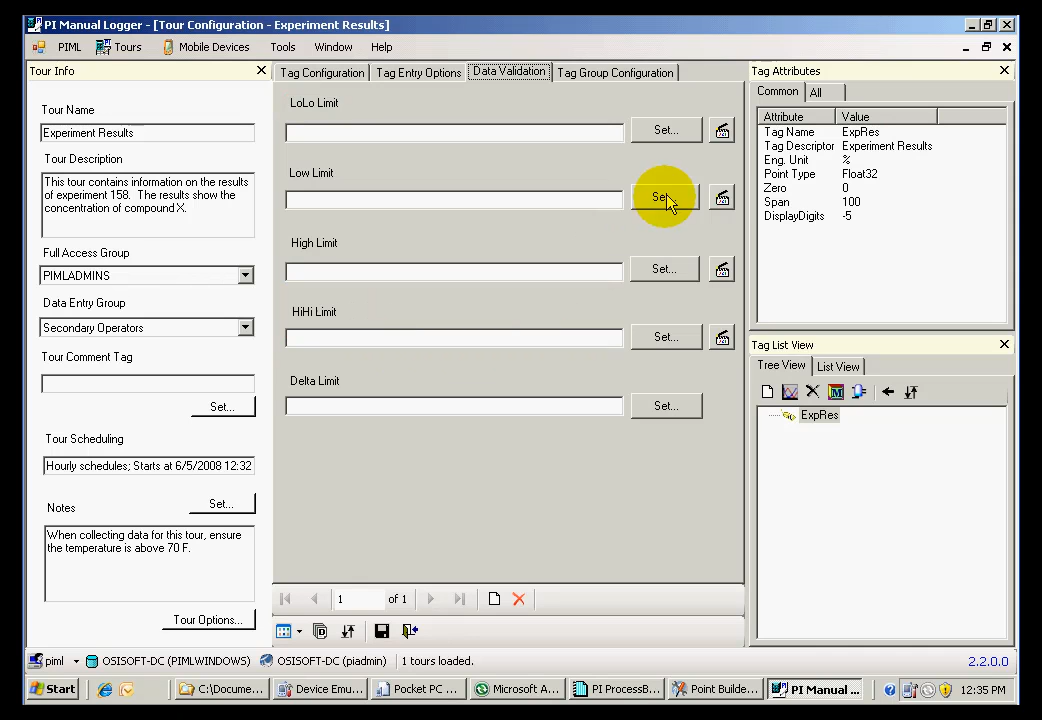 PI Manual Logger - [Tour Configuration - Experiment Results]
PIML Tours Mobile Devices Tools Window Help
Tour Info
Tour Name
Experiment Results
Tour Description
This tour contains information on the results
of experiment 158. The results show the
concentration of compound X.
Full Access Group
PIMLADMINS
Data Entry Group
Secondary Operators
Tour Comment Tag
Set...
Tour Scheduling
Hourly schedules; Starts at 6/5/2008 12:32
Notes
Set...
When collecting data for this tour, ensure
the temperature is above 70 F.
Tour Options...
Tag Configuration Tag Entry Options Data Validation Tag Group Configuration
LoLo Limit
Set...
Low Limit
Set...
High Limit
Set...
HiHi Limit
Set...
Delta Limit
Set...
1 of 1
Tag Attributes
Common All
Attribute Value
Tag Name ExpRes
Tag Descriptor Experiment Results
Eng. Unit %
Point Type Float32
Zero 0
Span 100
DisplayDigits -5
Tag List View
Tree View List View
ExpRes
piml OSISOFT-DC (PIMLWINDOWS) OSISOFT-DC (piadmin) 1 tours loaded. 2.2.0.0
Start C:\Docume... Device Emu... Pocket PC ... Microsoft A... PI ProcessB... Point Builde... PI Manual ... 12:35 PM